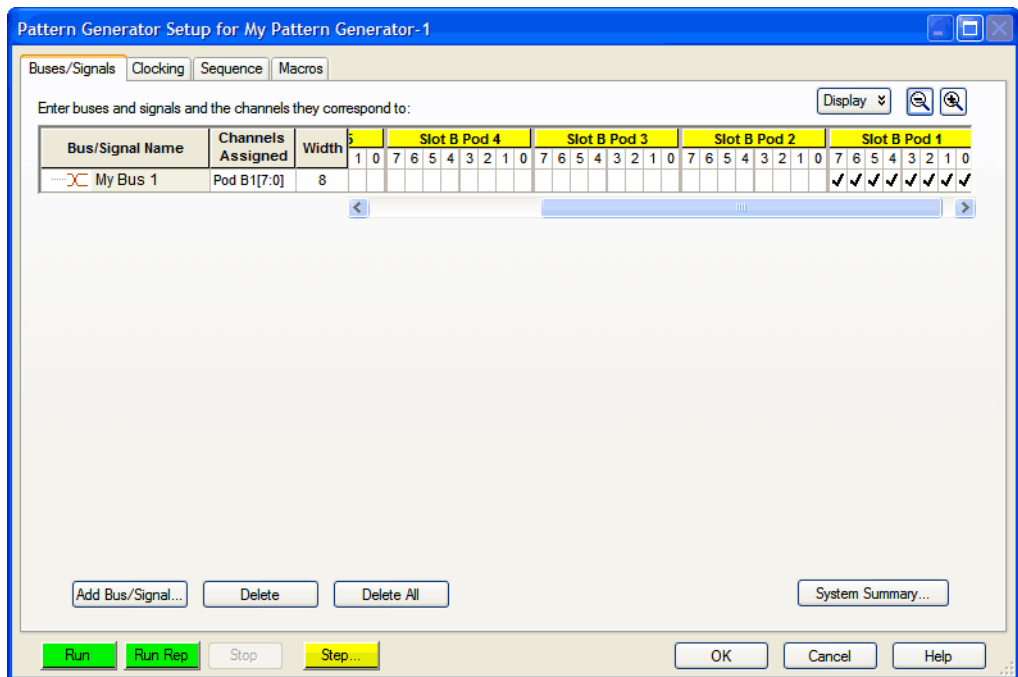 Pattern Generator Setup for My Pattern Generator-1
Buses/Signals Clocking Sequence Macros
Enter buses and signals and the channels they correspond to:
Display
Bus/Signal Name Channels Assigned Width 5 Slot B Pod 4 Slot B Pod 3 Slot B Pod 2 Slot B Pod 1
1 0 7 6 5 4 3 2 1 0 7 6 5 4 3 2 1 0 7 6 5 4 3 2 1 0 7 6 5 4 3 2 1 0
My Bus 1 Pod B1[7:0] 8
Add Bus/Signal... Delete Delete All System Summary...
Run Run Rep Stop Step... OK Cancel Help